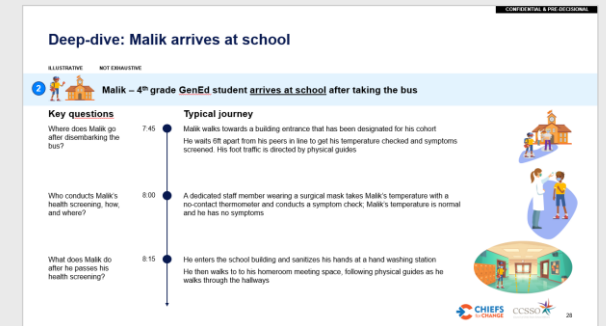 CONFIDENTIAL & PRE-DECISIONAL
Deep-dive: Malik arrives at school
ILLUSTRATIVE NOT EXHAUSTIVE
2 Malik – 4th grade GenEd student arrives at school after taking the bus
Key questions
Where does Malik go
after disembarking the
bus?
Typical journey
7:45
Malik walks towards a building entrance that has been designated for his cohort
He waits 6ft apart from his peers in line to get his temperature checked and symptoms
screened. His foot traffic is directed by physical guides
Who conducts Malik's
health screening, how,
and where?
8:00
A dedicated staff member wearing a surgical mask takes Malik's temperature with a
no-contact thermometer and conducts a symptom check; Malik's temperature is normal
and he has no symptoms
What does Malik do
after he passes his
health screening?
8:15
He enters the school building and sanitizes his hands at a hand washing station
He then walks to to his homeroom meeting space, following physical guides as he
walks through the hallways
CHIEFS
for CHANGE
CCSSO
28